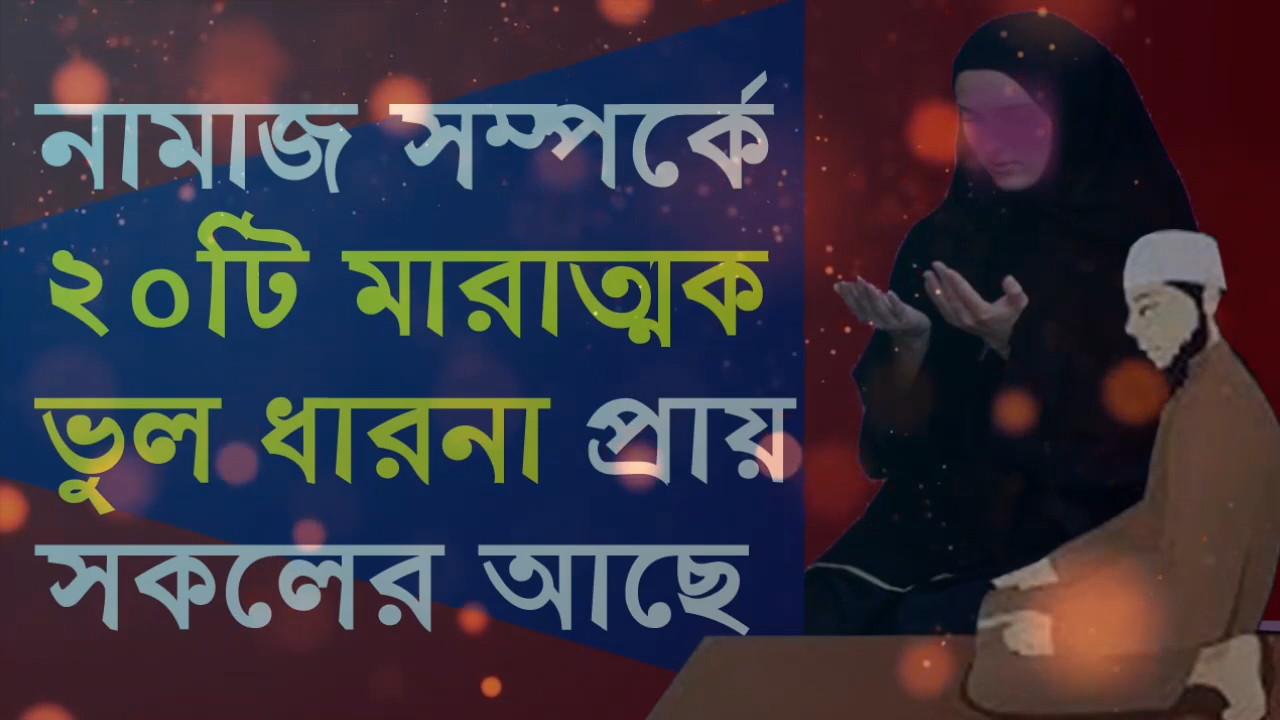 নামাজ সম্পর্কে
২০টি মারাত্মক
ভুল ধারনা প্রায়
সকলের আছে